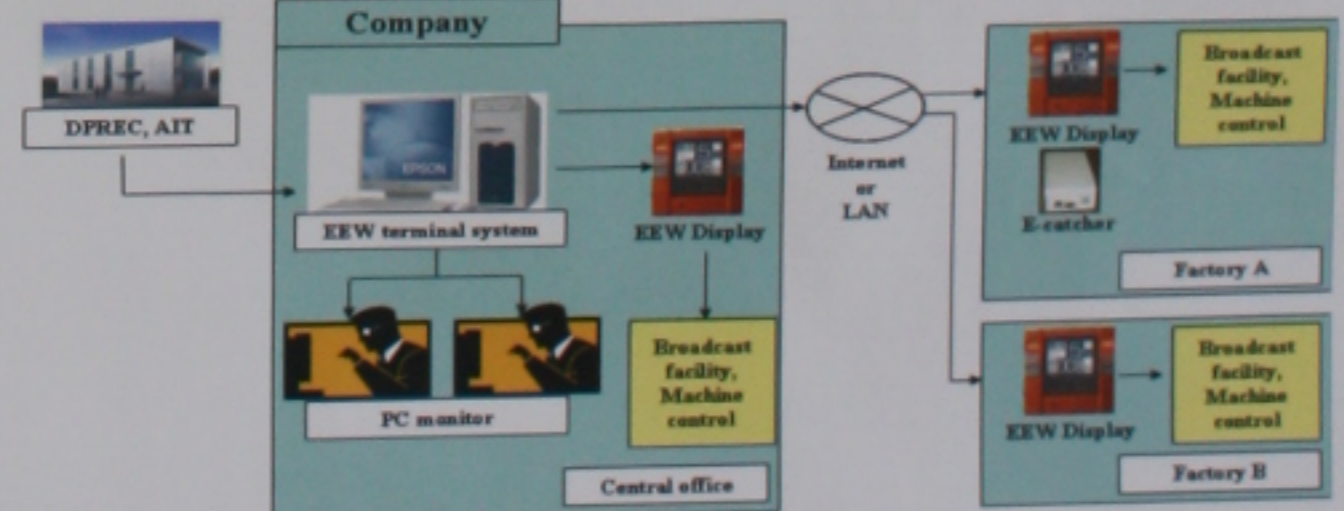 Company
DPREC, AIT
EPSON
EEW terminal system
EEW Display
PC monitor
Broadcast
facility,
Machine
control
Central office
Internet
or
LAN
EEW Display
E-catcher
Broadcast
facility,
Machine
control
Factory A
EEW Display
Broadcast
facility,
Machine
control
Factory B